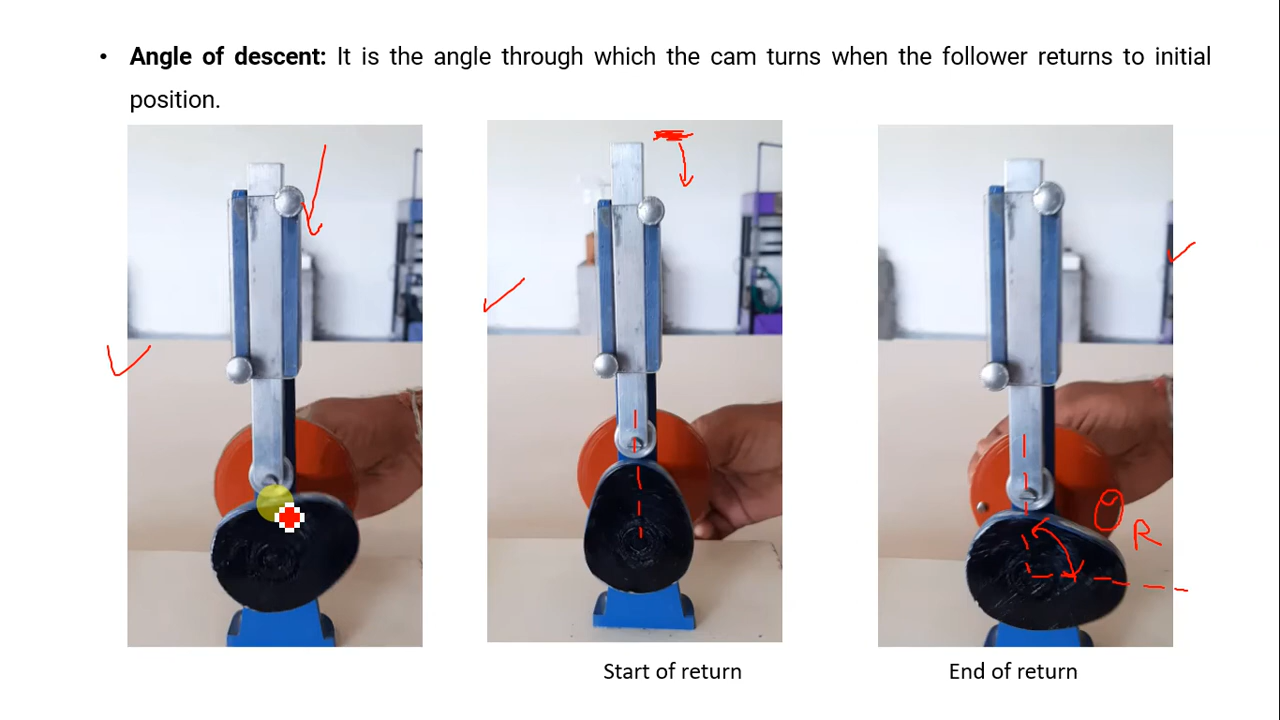 • Angle of descent: It is the angle through which the cam turns when the follower returns to initial
position.
θR
Start of return
End of return